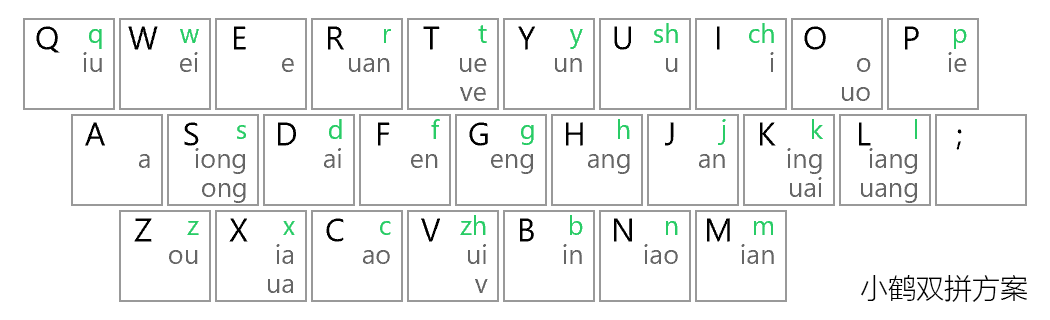 Q q W w E R r T t Y y U sh I ch O P p
iu ei e uan ue un u i o ie
ve uo
A S s D d F f G g H h J j K k L l ;
a iong ai en eng ang an ing iang
ong uai uang
Z z X x C c V zh B b N n M m
ou ia ao ui in iao ian
ua v
小鹤双拼方案